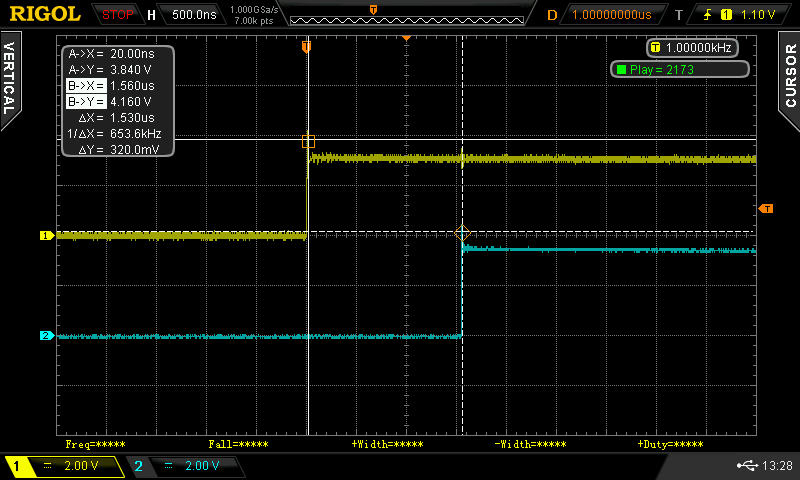 RIGOL STOP H 500.0ns 1.000GSa/s 7.00k pts D 1.00000000us T 1 1.10 V
VERTICAL
CURSOR
T
A->X = 20.00ns
A->Y = 3.840 V
B->X = 1.560us
B->Y = 4.160 V
ΔX = 1.530us
1/ΔX = 653.6kHz
ΔY = 320.0mV
T 1.00000kHz
Play = 2173
T
T
1
2
Freq=***** Fall=***** +Width=***** -Width=***** +Duty=*****
1 2.00 V 2 2.00 V 13:28